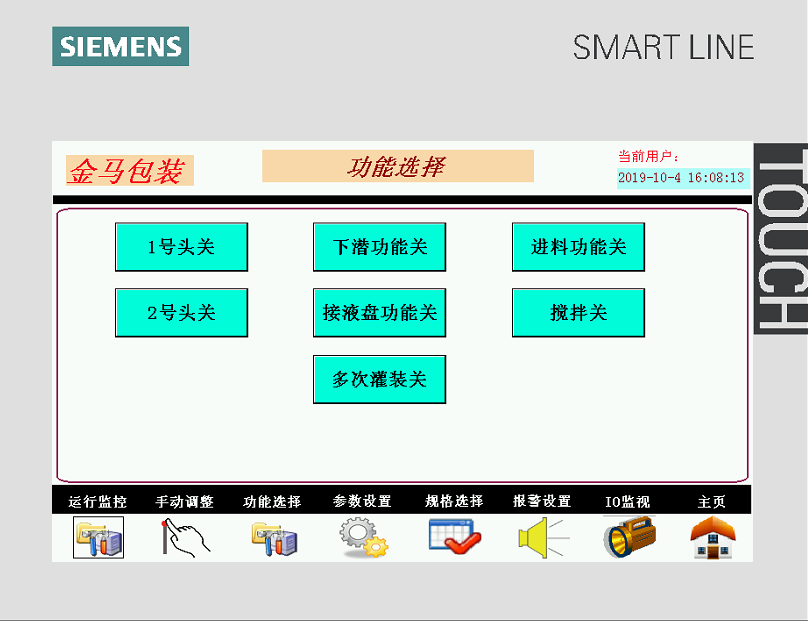 SIEMENS
SMART LINE
金马包装
功能选择
当前用户：
2019-10-4 16:08:13
TOUCH
1号头关
下潜功能关
进料功能关
2号头关
接液盘功能关
搅拌关
多次灌装关
运行监控
手动调整
功能选择
参数设置
规格选择
报警设置
IO监视
主页